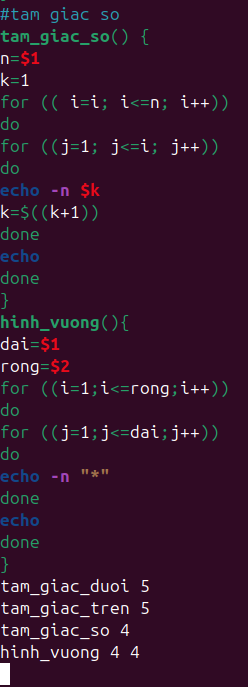 #tam giac so
tam_giac_so() {
n=$1
k=1
for (( i=i; i<=n; i++))
do
for ((j=1; j<=i; j++))
do
echo -n $k
k=$((k+1))
done
echo
done
}
hinh_vuong(){
dai=$1
rong=$2
for ((i=1;i<=rong;i++))
do
for ((j=1;j<=dai;j++))
do
echo -n "*"
done
echo
done
}
tam_giac_duoi 5
tam_giac_tren 5
tam_giac_so 4
hinh_vuong 4 4